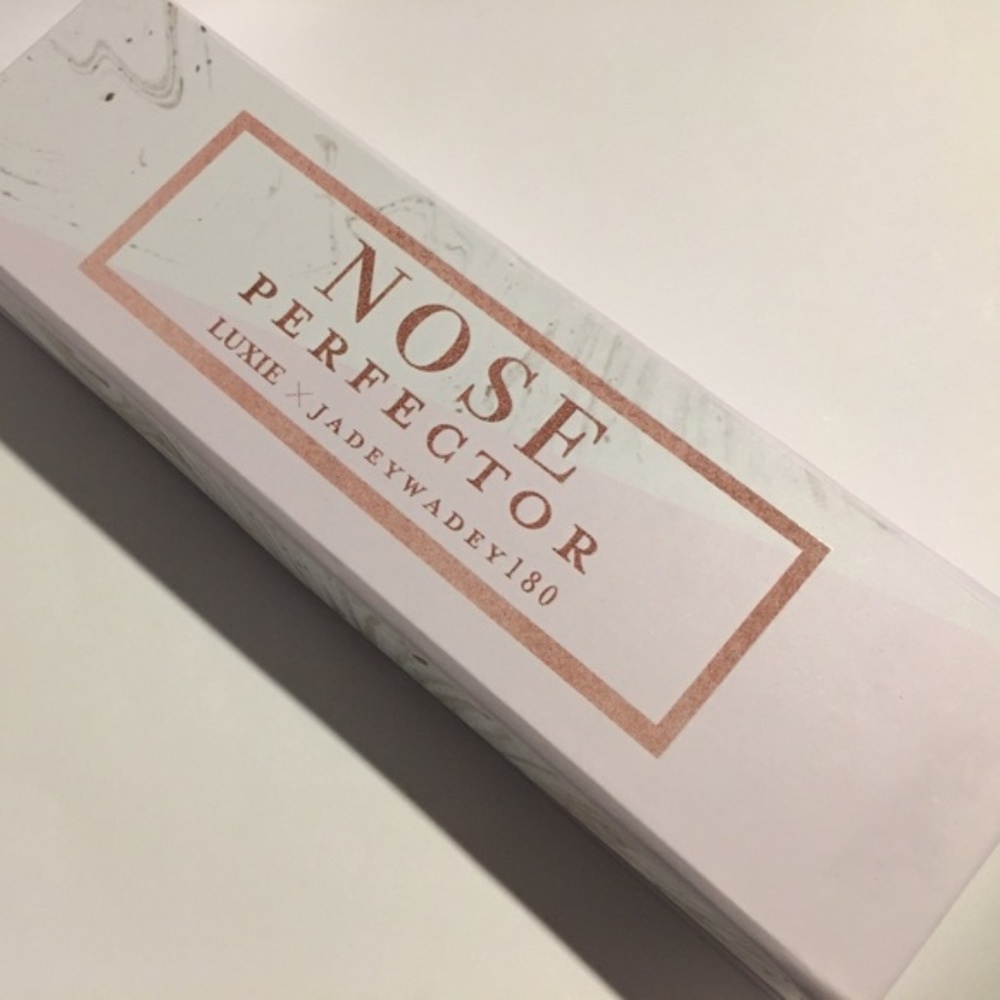 NOSE
PERFECTOR
LUXIE × JADEYWADEY180